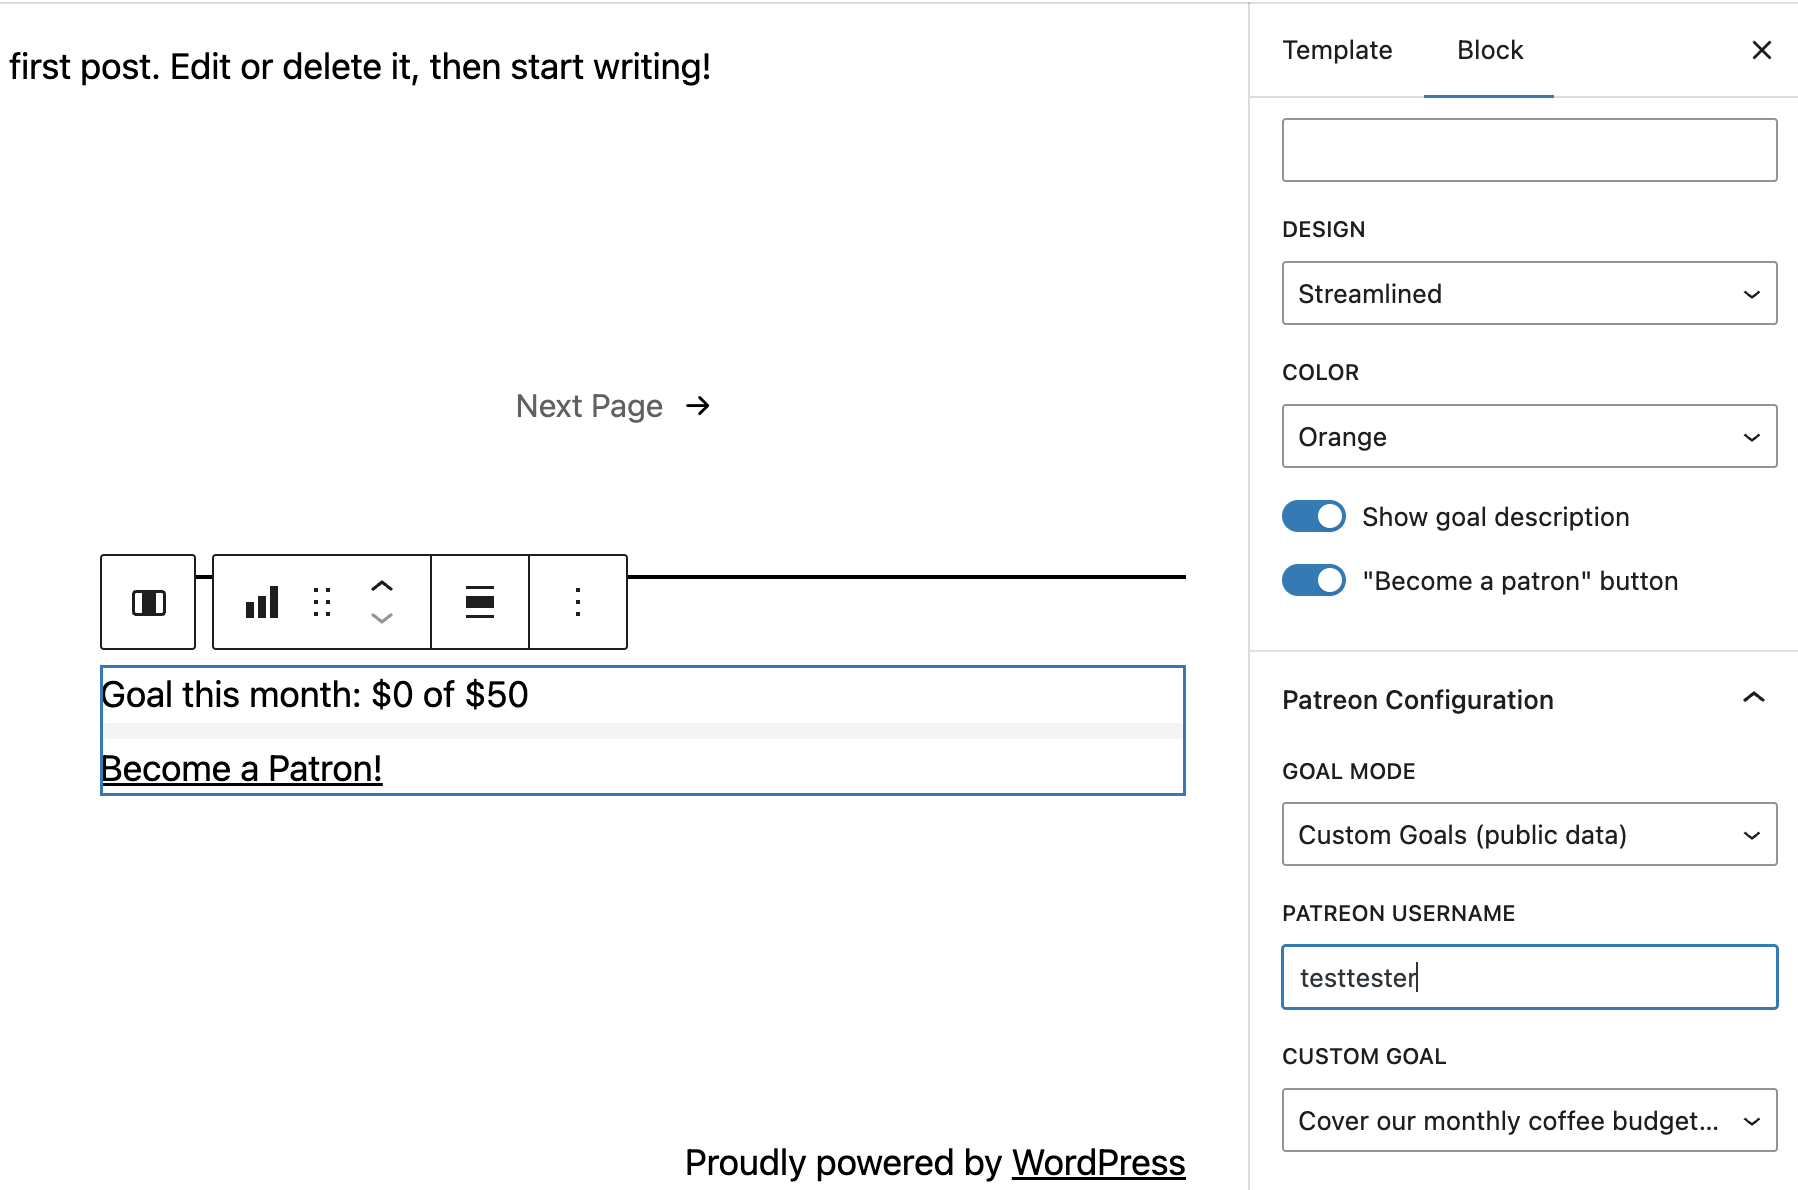 first post. Edit or delete it, then start writing!
Next Page →
Goal this month: $0 of $50
Become a Patron!
Proudly powered by WordPress
Template Block
DESIGN
Streamlined
COLOR
Orange
Show goal description
"Become a patron" button
Patreon Configuration
GOAL MODE
Custom Goals (public data)
PATREON USERNAME
testtester
CUSTOM GOAL
Cover our monthly coffee budget...